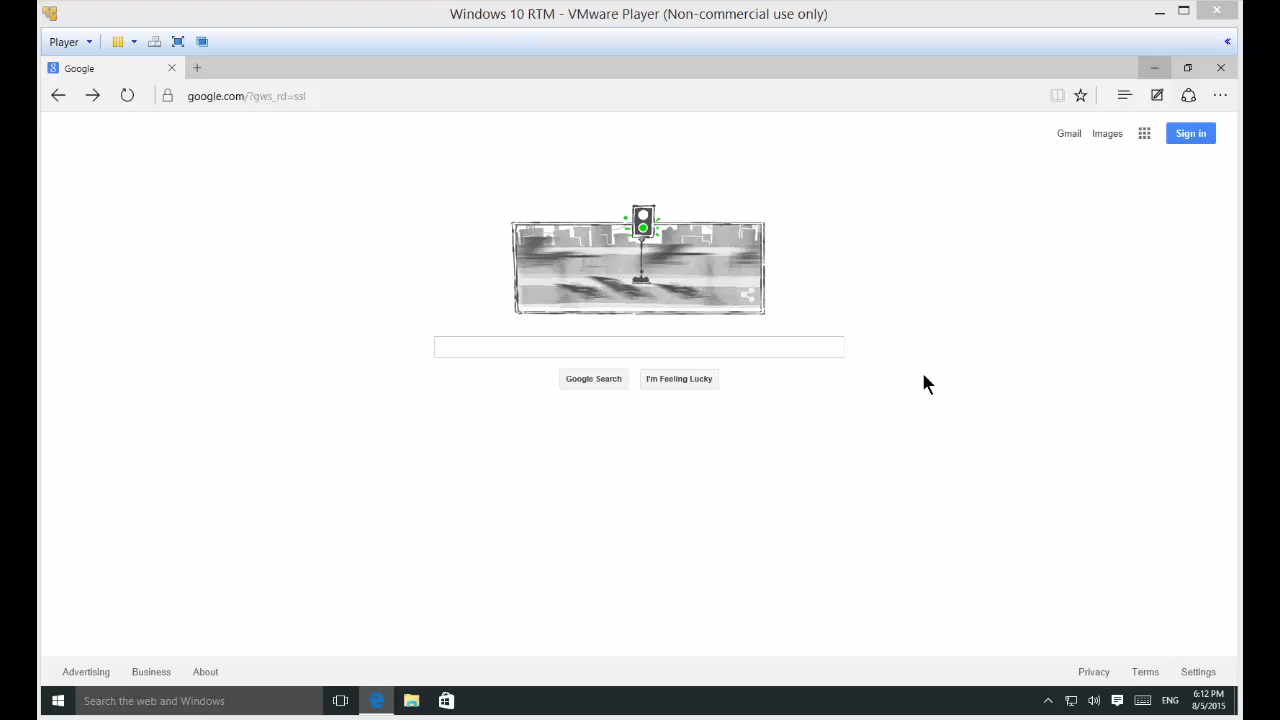 Windows 10 RTM - VMware Player (Non-commercial use only)
Player
Google
google.com/?gws_rd=ssl
Gmail Images Sign in
Google Search I'm Feeling Lucky
Advertising Business About Privacy Terms Settings
Search the web and Windows ENG 6:12 PM
8/5/2015